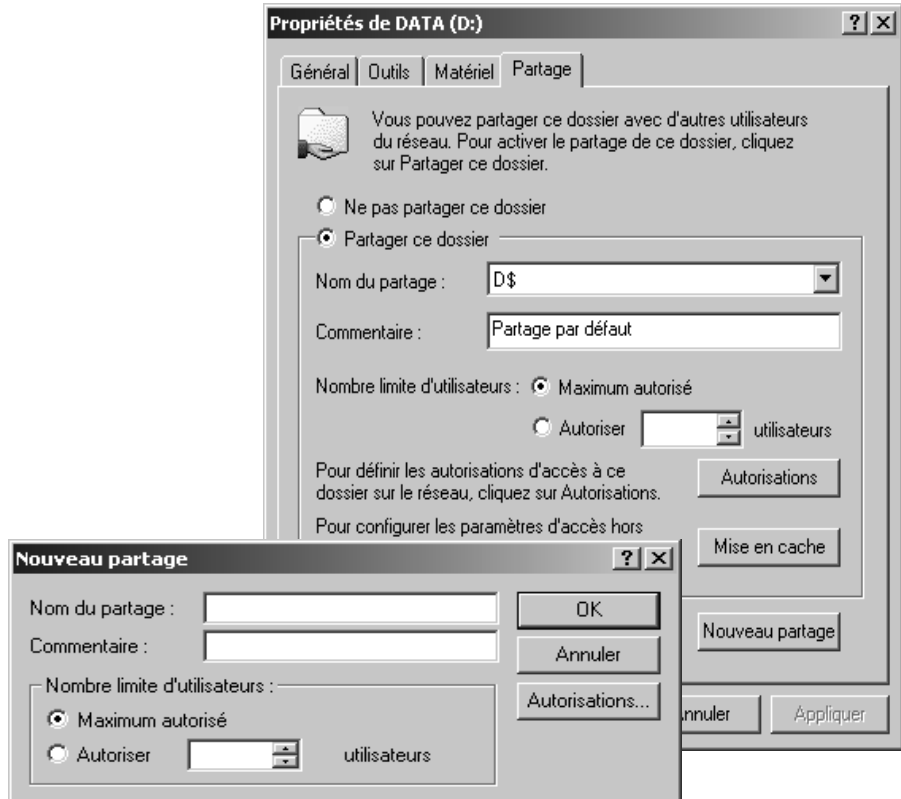 Propriétés de DATA (D:)
Général Outils Matériel Partage
Vous pouvez partager ce dossier avec d'autres utilisateurs
du réseau. Pour activer le partage de ce dossier, cliquez
sur Partager ce dossier.
Ne pas partager ce dossier
Partager ce dossier
Nom du partage : D$
Commentaire : Partage par défaut
Nombre limite d'utilisateurs : Maximum autorisé
Autoriser utilisateurs
Pour définir les autorisations d'accès à ce
dossier sur le réseau, cliquez sur Autorisations.
Autorisations
Pour configurer les paramètres d'accès hors
Mise en cache
Nouveau partage
nnuler Appliquer
Nouveau partage
Nom du partage :
Commentaire :
Nombre limite d'utilisateurs :
Maximum autorisé
Autoriser utilisateurs
OK
Annuler
Autorisations...